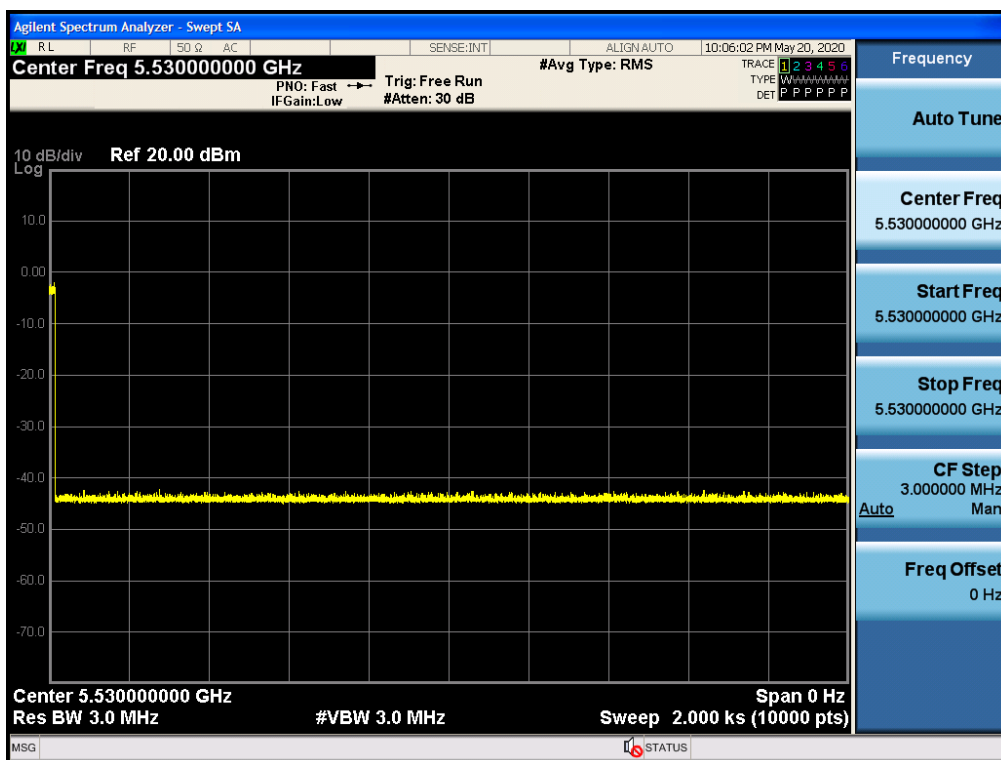 Agilent Spectrum Analyzer - Swept SA
LXI RL RF 50 Ω AC SENSE:INT ALIGN AUTO 10:06:02 PM May 20, 2020
Center Freq 5.530000000 GHz
#Avg Type: RMS
TRACE 1 2 3 4 5 6
PNO: Fast
Trig: Free Run
TYPE
IFGain:Low
#Atten: 30 dB
DET P P P P P P
10 dB/div Ref 20.00 dBm
Log
10.0
0.00
-10.0
-20.0
-30.0
-40.0
-50.0
-60.0
-70.0
Center 5.530000000 GHz Span 0 Hz
Res BW 3.0 MHz #VBW 3.0 MHz Sweep 2.000 ks (10000 pts)
MSG STATUS
Frequency
Auto Tune
Center Freq
5.530000000 GHz
Start Freq
5.530000000 GHz
Stop Freq
5.530000000 GHz
CF Step
3.000000 MHz
Auto Man
Freq Offset
0 Hz